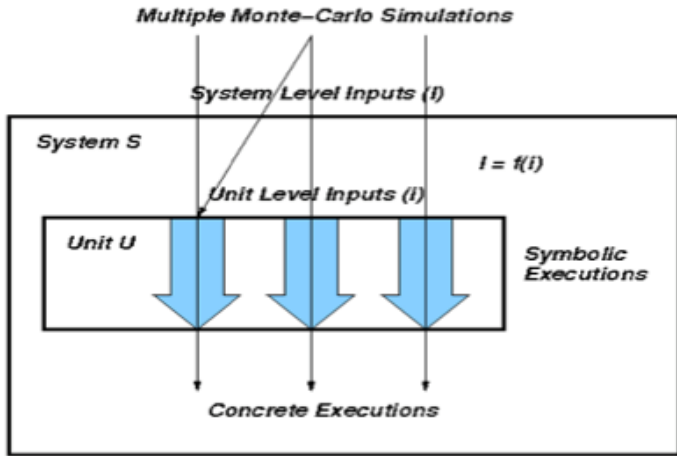 Multiple Monte-Carlo Simulations
System Level Inputs (i)
System S
I = f(i)
Unit Level Inputs (i)
Unit U
Symbolic
Executions
Concrete Executions